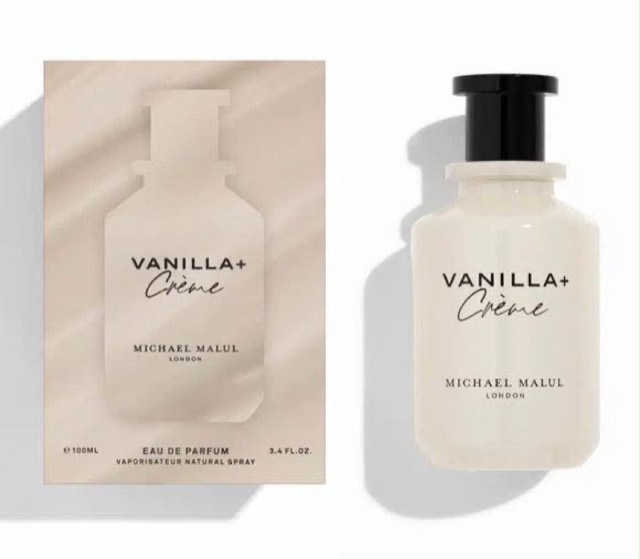 VANILLA+
Crème
MICHAEL MALUL
LONDON
℮ 100ML
EAU DE PARFUM
3.4 FL.OZ.
VAPORISATEUR NATURAL SPRAY
VANILLA+
Crème
MICHAEL MALUL
LONDON